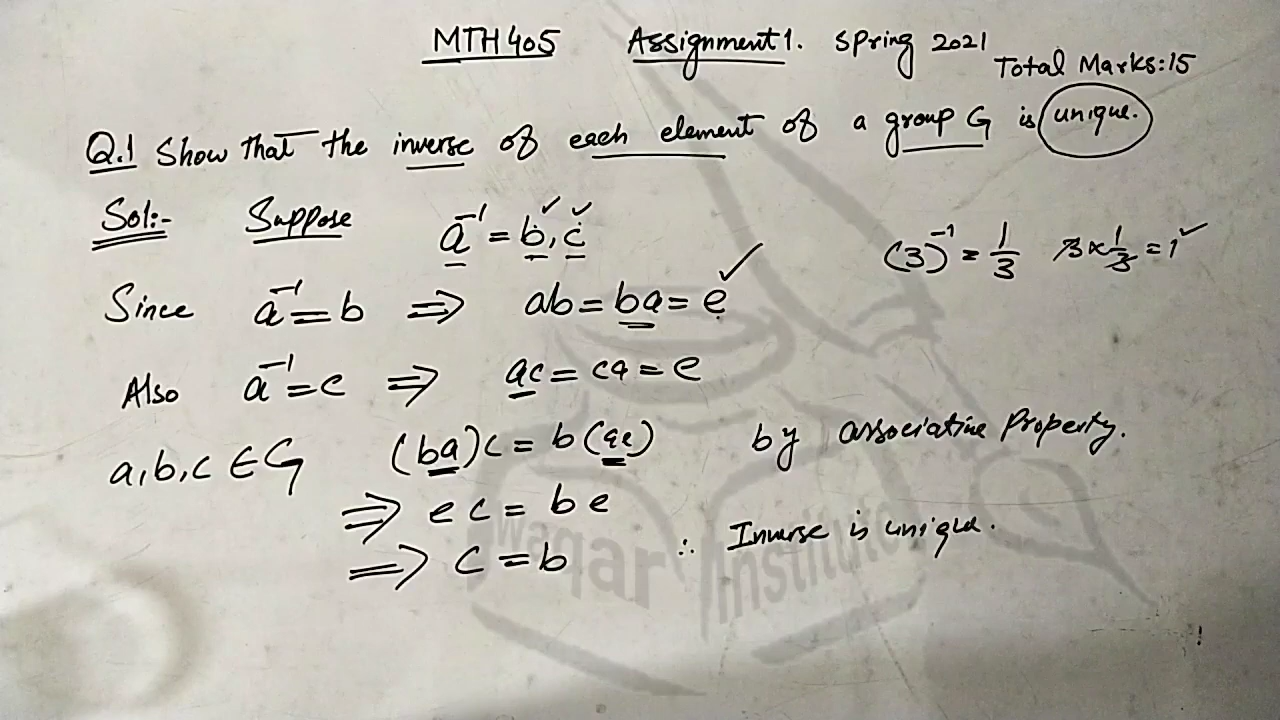 MTH405 Assignment 1. Spring 2021
Total Marks:15
Q.1 Show that the inverse of each element of a group G is unique.
Sol:- Suppose a⁻¹ = b, c ✓ ✓
(3)⁻¹ = 1/3 3 × 1/3 = 1 ✓
Since a⁻¹ = b ⇒ ab = ba = e ✓
Also a⁻¹ = c ⇒ ac = ca = e
a, b, c ∈ G (ba)c = b(ac) by associative Property.
⇒ ec = be
⇒ c = b ∴ Inverse is unique.
waqar Institute